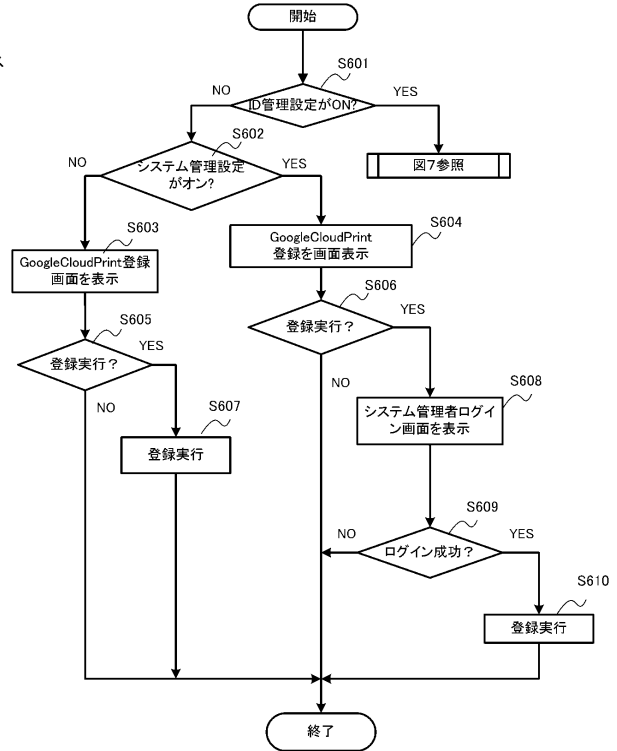 開始
S601
NO
ID管理設定がON?
YES
S602
図7参照
NO
システム管理設定
がオン?
YES
S603
S604
GoogleCloudPrint登録
画面を表示
GoogleCloudPrint
登録を画面表示
S606
S605
登録実行？
YES
登録実行？
YES
NO
NO
S608
S607
システム管理者ログイ
ン画面を表示
登録実行
S609
NO
ログイン成功？
YES
S610
登録実行
終了